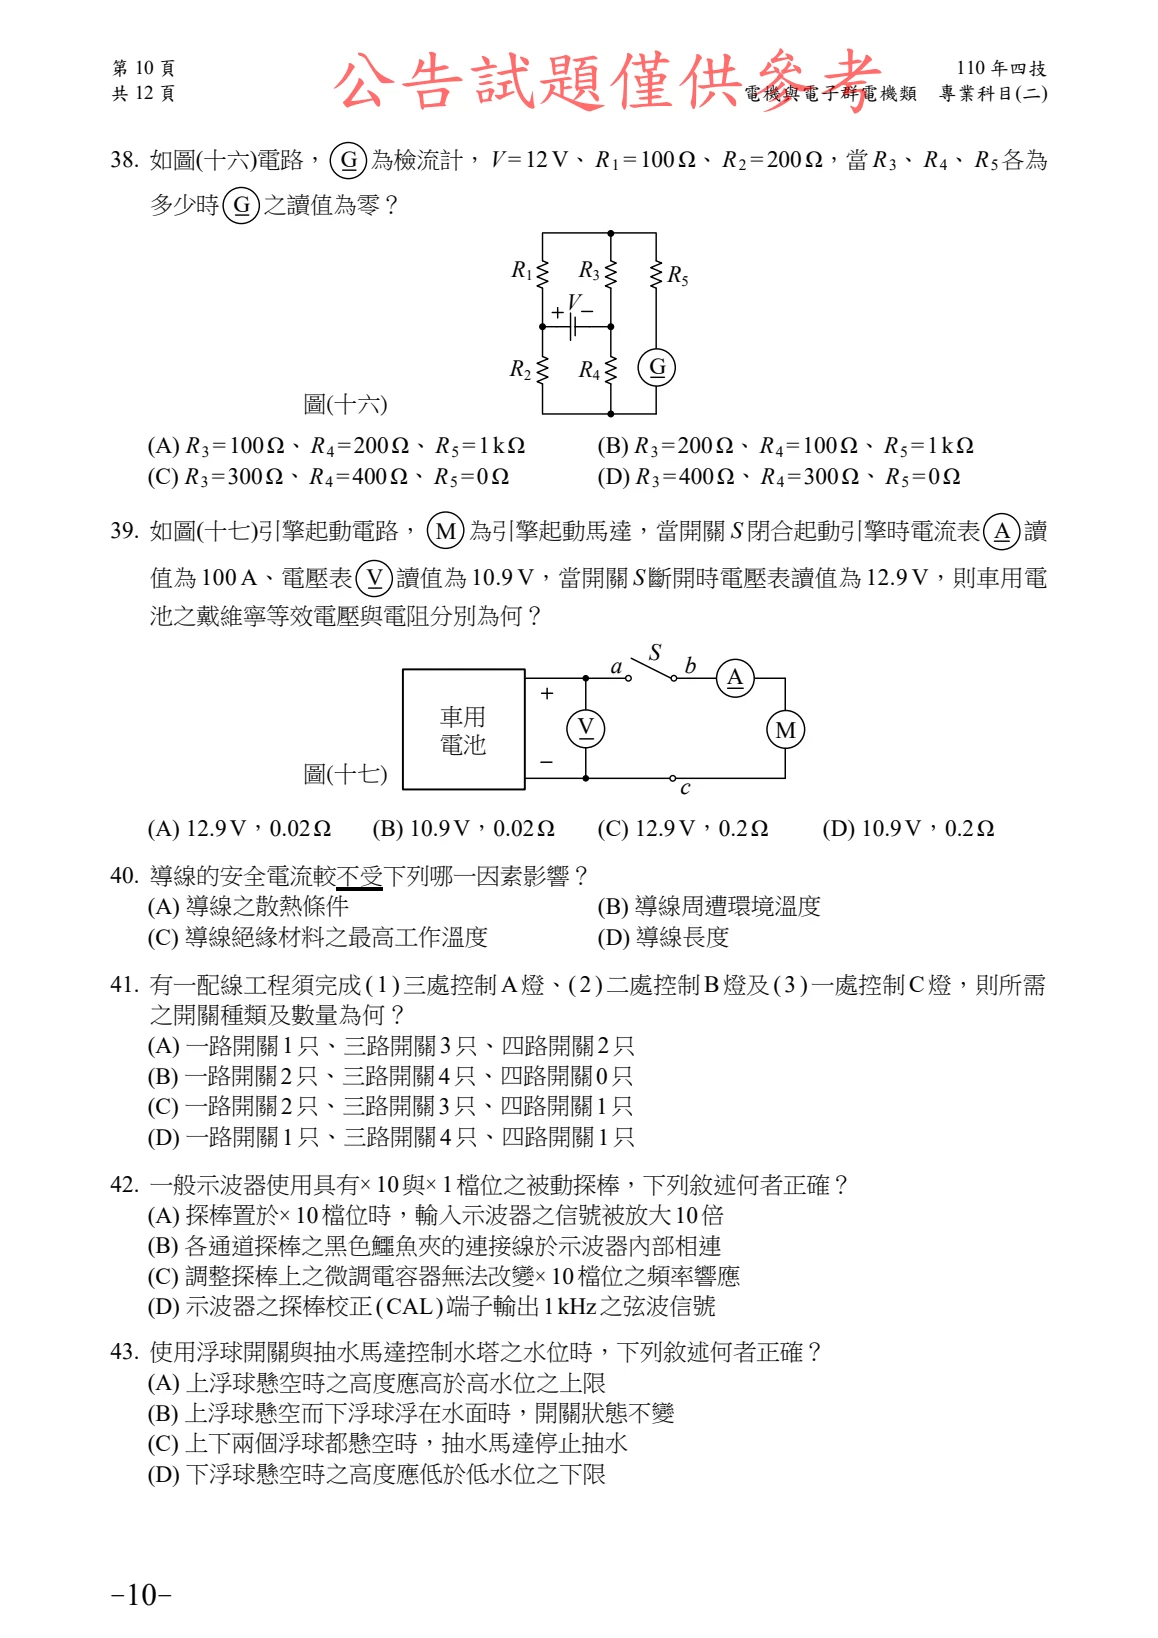 第 10 頁
共 12 頁
公告試題僅供參考
110 年四技
電機與電子群電機類　專業科目(二)
38. 如圖(十六)電路，Ⓖ為檢流計，V=12V、R1=100Ω、R2=200Ω，當R3、R4、R5各為
多少時Ⓖ之讀值為零？
R1
R3
R5
+ V −
R2
R4
G
圖(十六)
(A) R3=100Ω、R4=200Ω、R5=1kΩ (B) R3=200Ω、R4=100Ω、R5=1kΩ
(C) R3=300Ω、R4=400Ω、R5=0Ω (D) R3=400Ω、R4=300Ω、R5=0Ω
39. 如圖(十七)引擎起動電路，Ⓜ為引擎起動馬達，當開關S閉合起動引擎時電流表Ⓐ讀
值為100A、電壓表Ⓥ讀值為10.9V，當開關S斷開時電壓表讀值為12.9V，則車用電
池之戴維寧等效電壓與電阻分別為何？
車用
電池
+
−
V
a
S
b
A
M
c
圖(十七)
(A) 12.9V，0.02Ω (B) 10.9V，0.02Ω (C) 12.9V，0.2Ω (D) 10.9V，0.2Ω
40. 導線的安全電流較不受下列哪一因素影響？
(A) 導線之散熱條件 (B) 導線周遭環境溫度
(C) 導線絕緣材料之最高工作溫度 (D) 導線長度
41. 有一配線工程須完成(1)三處控制A燈、(2)二處控制B燈及(3)一處控制C燈，則所需
之開關種類及數量為何？
(A) 一路開關1只、三路開關3只、四路開關2只
(B) 一路開關2只、三路開關4只、四路開關0只
(C) 一路開關2只、三路開關3只、四路開關1只
(D) 一路開關1只、三路開關4只、四路開關1只
42. 一般示波器使用具有×10與×1檔位之被動探棒，下列敘述何者正確？
(A) 探棒置於×10檔位時，輸入示波器之信號被放大10倍
(B) 各通道探棒之黑色鱷魚夾的連接線於示波器內部相連
(C) 調整探棒上之微調電容器無法改變×10檔位之頻率響應
(D) 示波器之探棒校正(CAL)端子輸出1kHz之弦波信號
43. 使用浮球開關與抽水馬達控制水塔之水位時，下列敘述何者正確？
(A) 上浮球懸空時之高度應高於高水位之上限
(B) 上浮球懸空而下浮球浮在水面時，開關狀態不變
(C) 上下兩個浮球都懸空時，抽水馬達停止抽水
(D) 下浮球懸空時之高度應低於低水位之下限
−10−